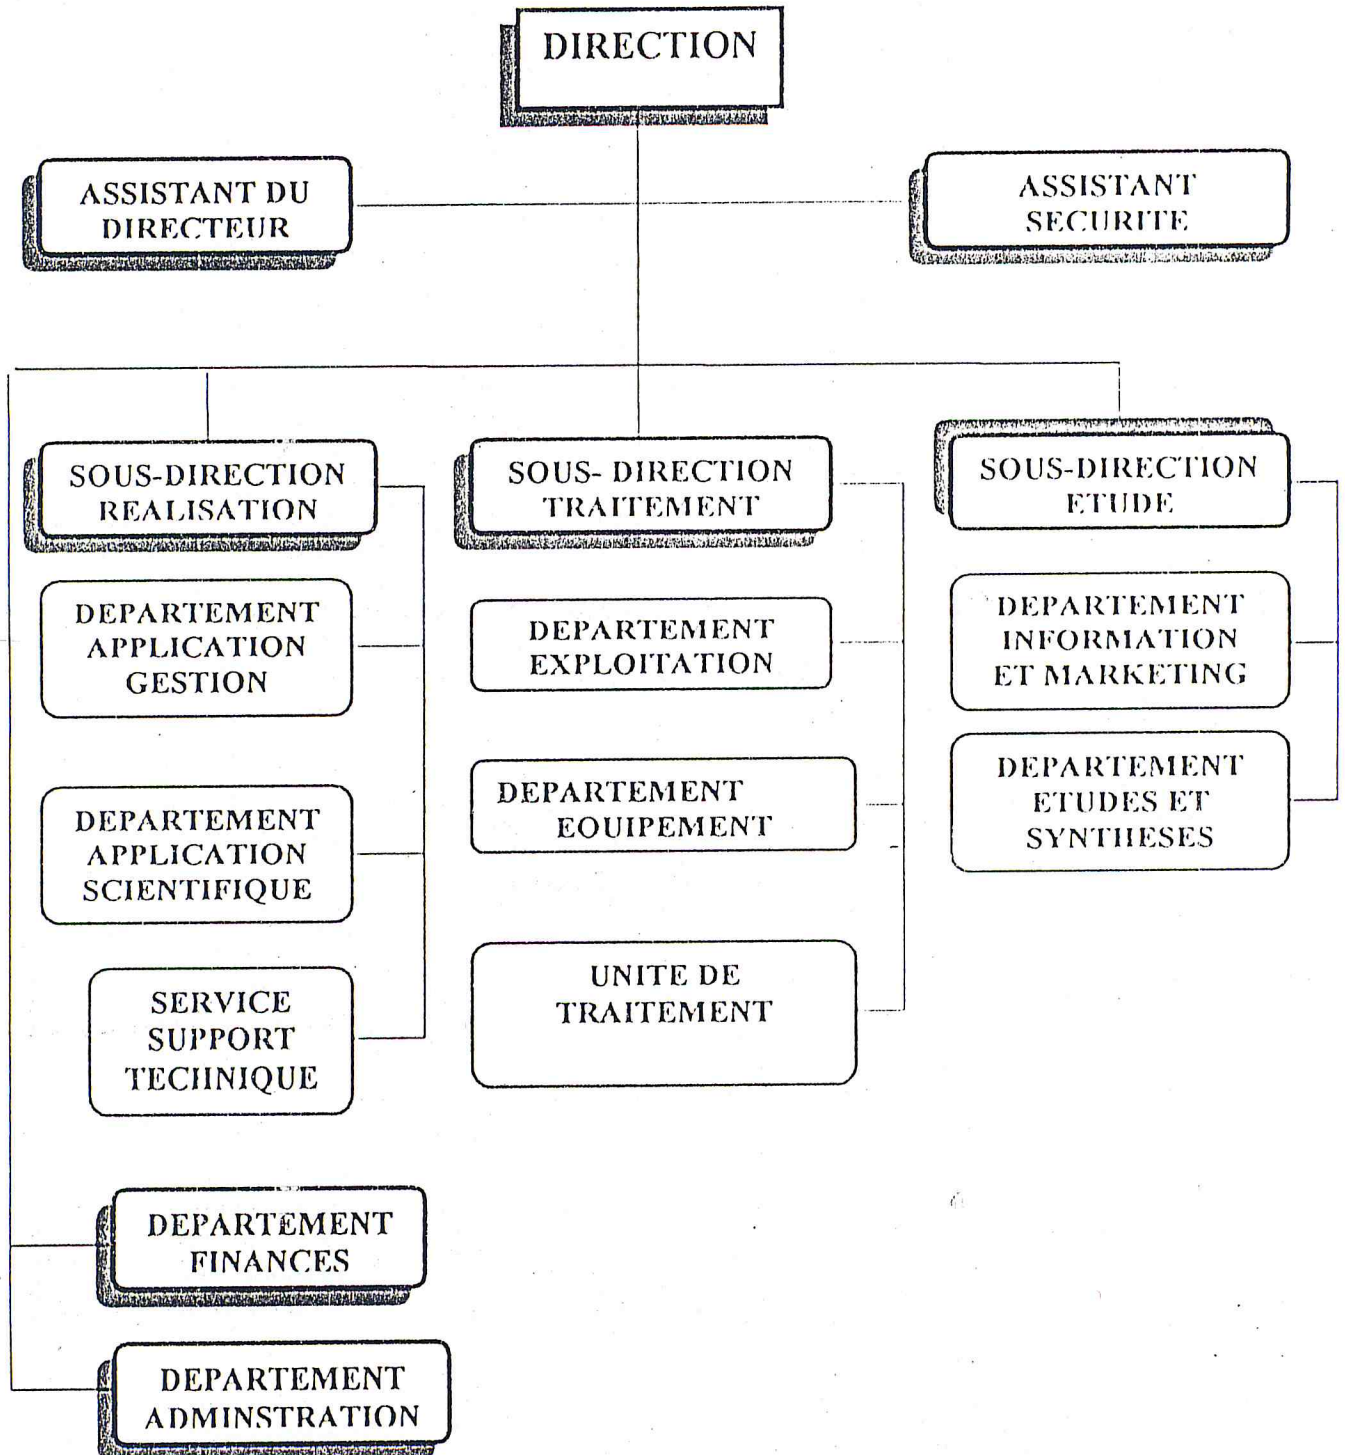 DIRECTION
ASSISTANT DU
DIRECTEUR
ASSISTANT
SECURITE
SOUS-DIRECTION
REALISATION
DEPARTEMENT
APPLICATION
GESTION
DEPARTEMENT
APPLICATION
SCIENTIFIQUE
SERVICE
SUPPORT
TECHNIQUE
SOUS- DIRECTION
TRAITEMENT
DEPARTEMENT
EXPLOITATION
DEPARTEMENT
EQUIPEMENT
UNITE DE
TRAITEMENT
SOUS-DIRECTION
ETUDE
DEPARTEMENT
INFORMATION
ET MARKETING
DEPARTEMENT
ETUDES ET
SYNTHESES
DEPARTEMENT
FINANCES
DEPARTEMENT
ADMINSTRATION